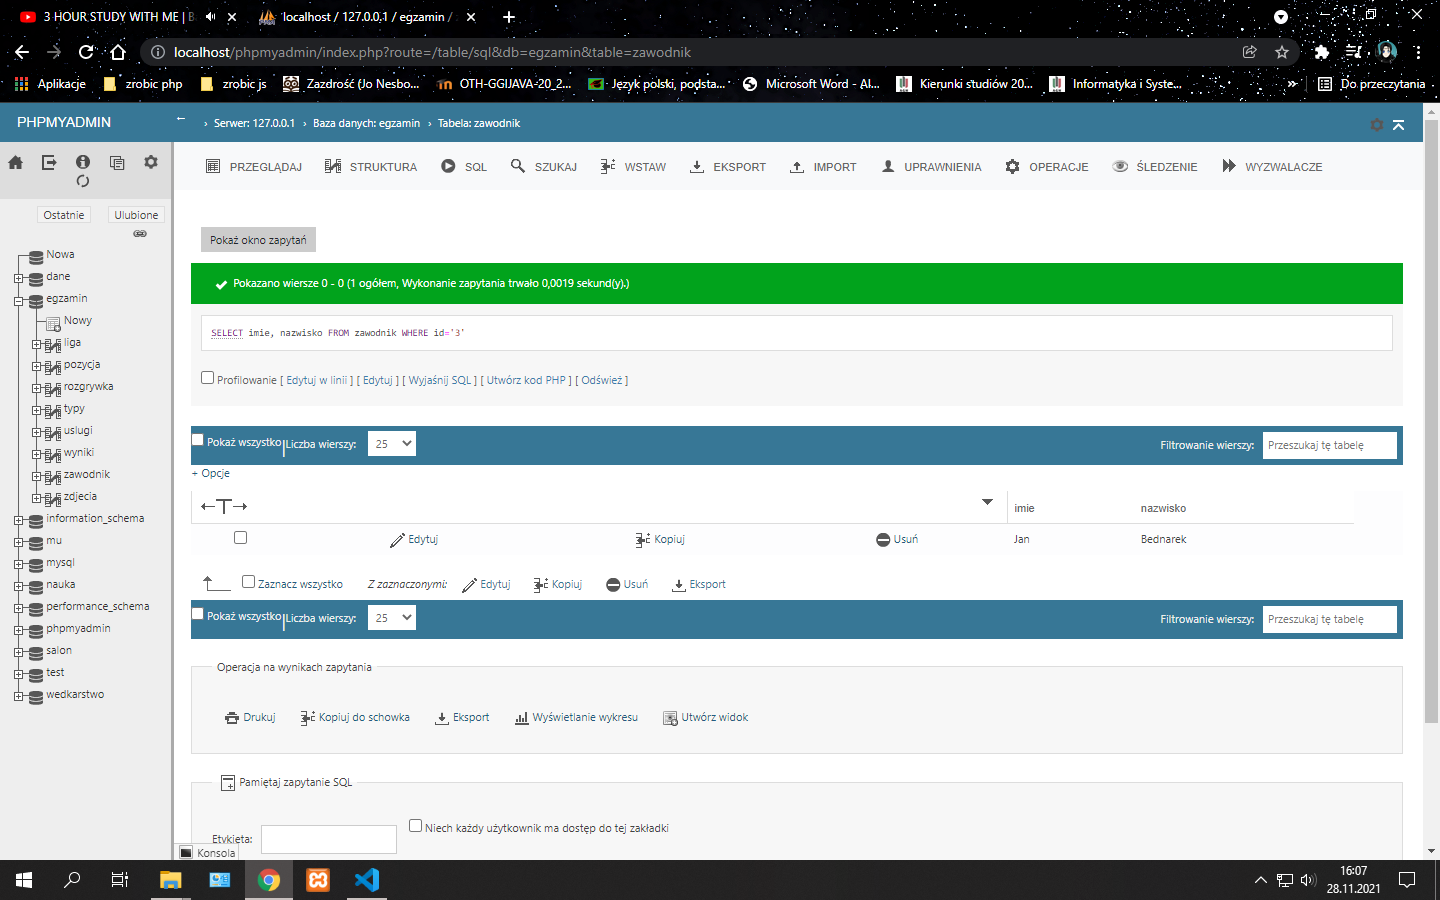 3 HOUR STUDY WITH ME | B
localhost / 127.0.0.1 / egzamin /
localhost/phpmyadmin/index.php?route=/table/sql&db=egzamin&table=zawodnik
Aplikacje
zrobic php
zrobic js
Zazdrość (Jo Nesbo...
OTH-GGIJAVA-20_2...
Język polski, podsta...
Microsoft Word - Al...
Kierunki studiów 20...
Informatyka i Syste...
»
Do przeczytania
PHPMYADMIN
Serwer: 127.0.0.1 › Baza danych: egzamin › Tabela: zawodnik
PRZEGLĄDAJ
STRUKTURA
SQL
SZUKAJ
WSTAW
EKSPORT
IMPORT
UPRAWNIENIA
OPERACJE
ŚLEDZENIE
WYZWALACZE
Ostatnie
Ulubione
Nowa
dane
egzamin
Nowy
liga
pozycja
rozgrywka
typy
uslugi
wyniki
zawodnik
zdjecia
information_schema
mu
mysql
nauka
performance_schema
phpmyadmin
salon
test
wedkarstwo
Pokaż okno zapytań
Pokazano wiersze 0 - 0 (1 ogółem, Wykonanie zapytania trwało 0,0019 sekund(y).)
SELECT imie, nazwisko FROM zawodnik WHERE id='3'
Profilowanie [ Edytuj w linii ] [ Edytuj ] [ Wyjaśnij SQL ] [ Utwórz kod PHP ] [ Odśwież ]
Pokaż wszystko
Liczba wierszy:
25
Filtrowanie wierszy:
Przeszukaj tę tabelę
+ Opcje
imie
nazwisko
Edytuj
Kopiuj
Usuń
Jan
Bednarek
Zaznacz wszystko
Z zaznaczonymi:
Edytuj
Kopiuj
Usuń
Eksport
Pokaż wszystko
Liczba wierszy:
25
Filtrowanie wierszy:
Przeszukaj tę tabelę
Operacja na wynikach zapytania
Drukuj
Kopiuj do schowka
Eksport
Wyświetlanie wykresu
Utwórz widok
Pamiętaj zapytanie SQL
Etykieta:
Niech każdy użytkownik ma dostęp do tej zakładki
Konsola
16:07
28.11.2021